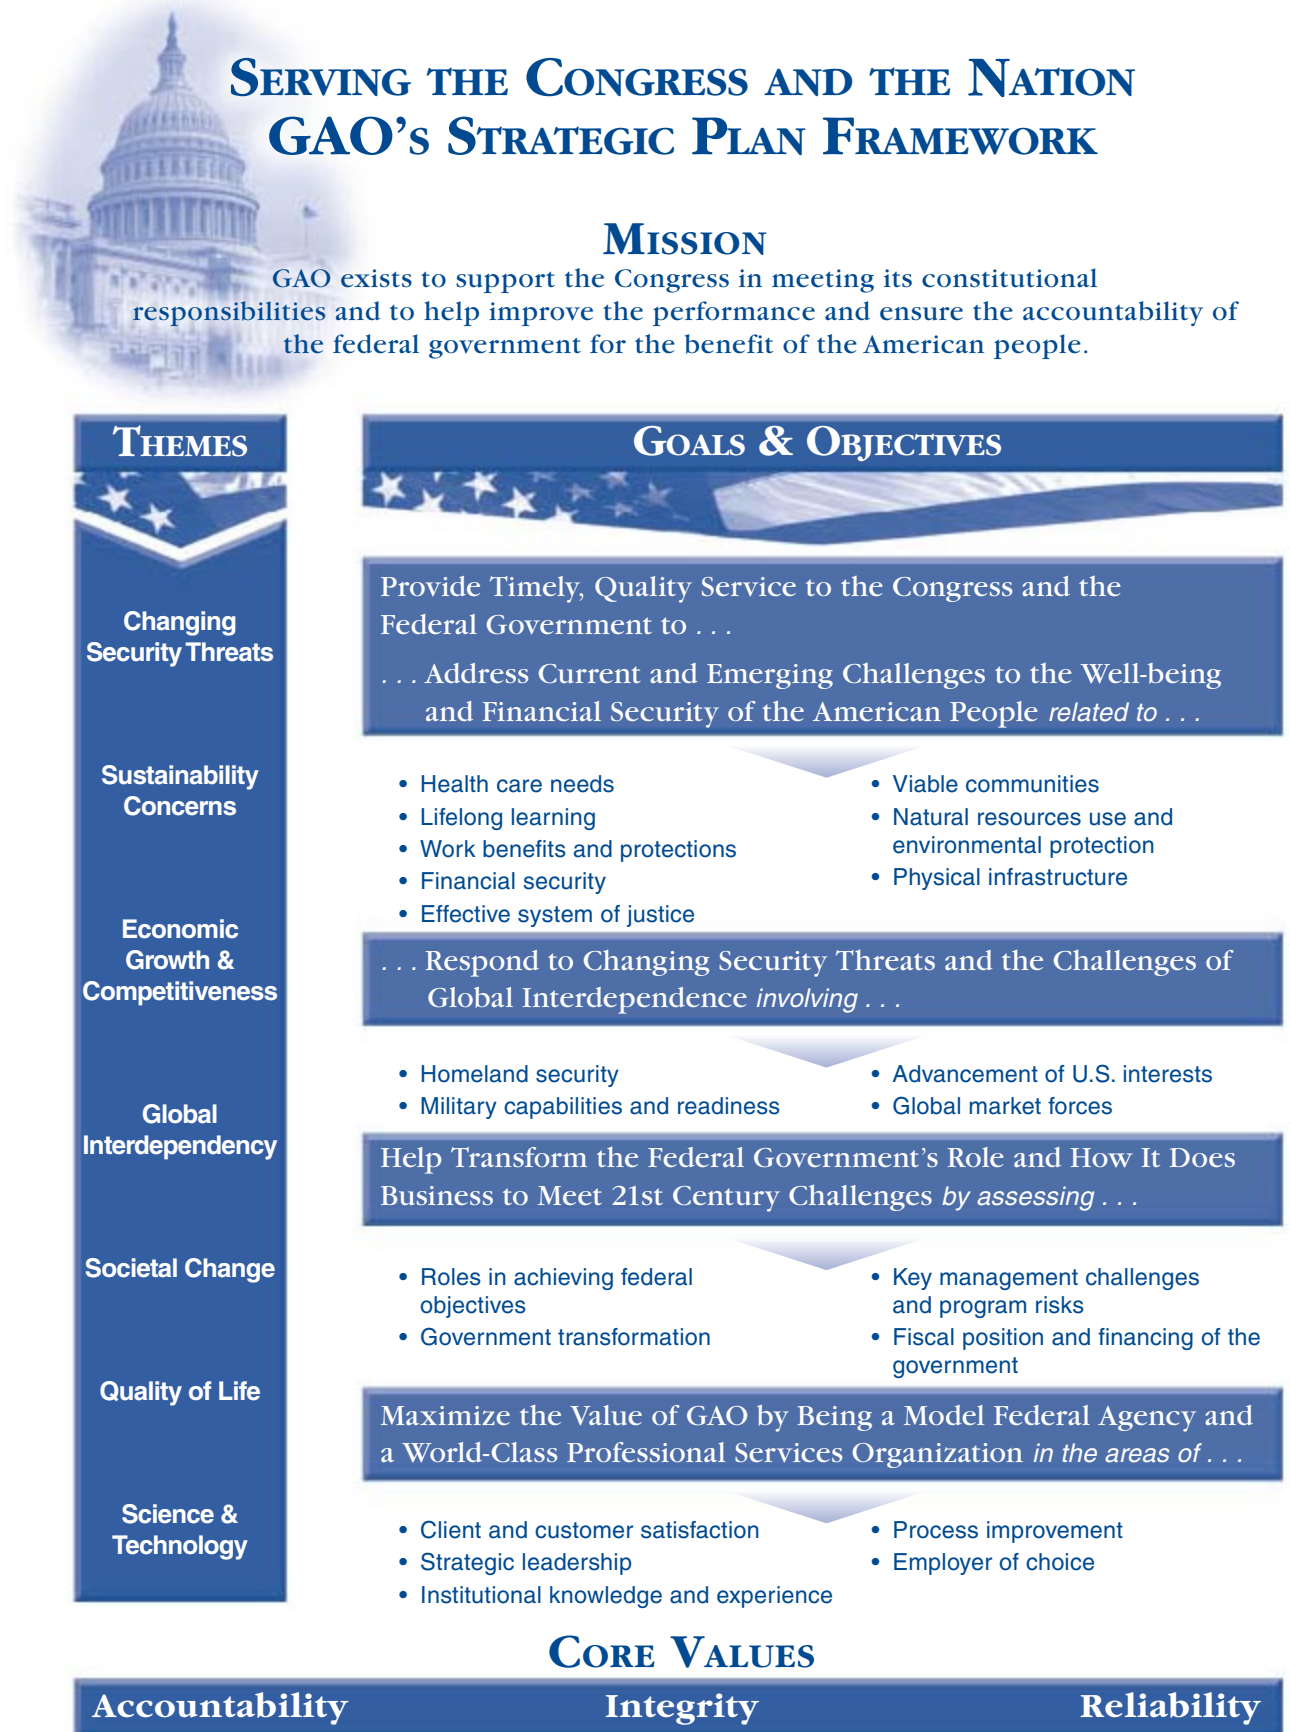 Serving the Congress and the Nation
GAO's Strategic Plan Framework
Mission
GAO exists to support the Congress in meeting its constitutional
responsibilities and to help improve the performance and ensure the accountability of
the federal government for the benefit of the American people.
Themes
Changing
Security Threats
Sustainability
Concerns
Economic
Growth &
Competitiveness
Global
Interdependency
Societal Change
Quality of Life
Science &
Technology
Goals & Objectives
Provide Timely, Quality Service to the Congress and the
Federal Government to . . .
. . . Address Current and Emerging Challenges to the Well-being
and Financial Security of the American People related to . . .
• Health care needs
• Lifelong learning
• Work benefits and protections
• Financial security
• Effective system of justice
• Viable communities
• Natural resources use and
environmental protection
• Physical infrastructure
. . . Respond to Changing Security Threats and the Challenges of
Global Interdependence involving . . .
• Homeland security
• Military capabilities and readiness
• Advancement of U.S. interests
• Global market forces
Help Transform the Federal Government's Role and How It Does
Business to Meet 21st Century Challenges by assessing . . .
• Roles in achieving federal
objectives
• Government transformation
• Key management challenges
and program risks
• Fiscal position and financing of the
government
Maximize the Value of GAO by Being a Model Federal Agency and
a World-Class Professional Services Organization in the areas of . . .
• Client and customer satisfaction
• Strategic leadership
• Institutional knowledge and experience
• Process improvement
• Employer of choice
Core Values
Accountability Integrity Reliability